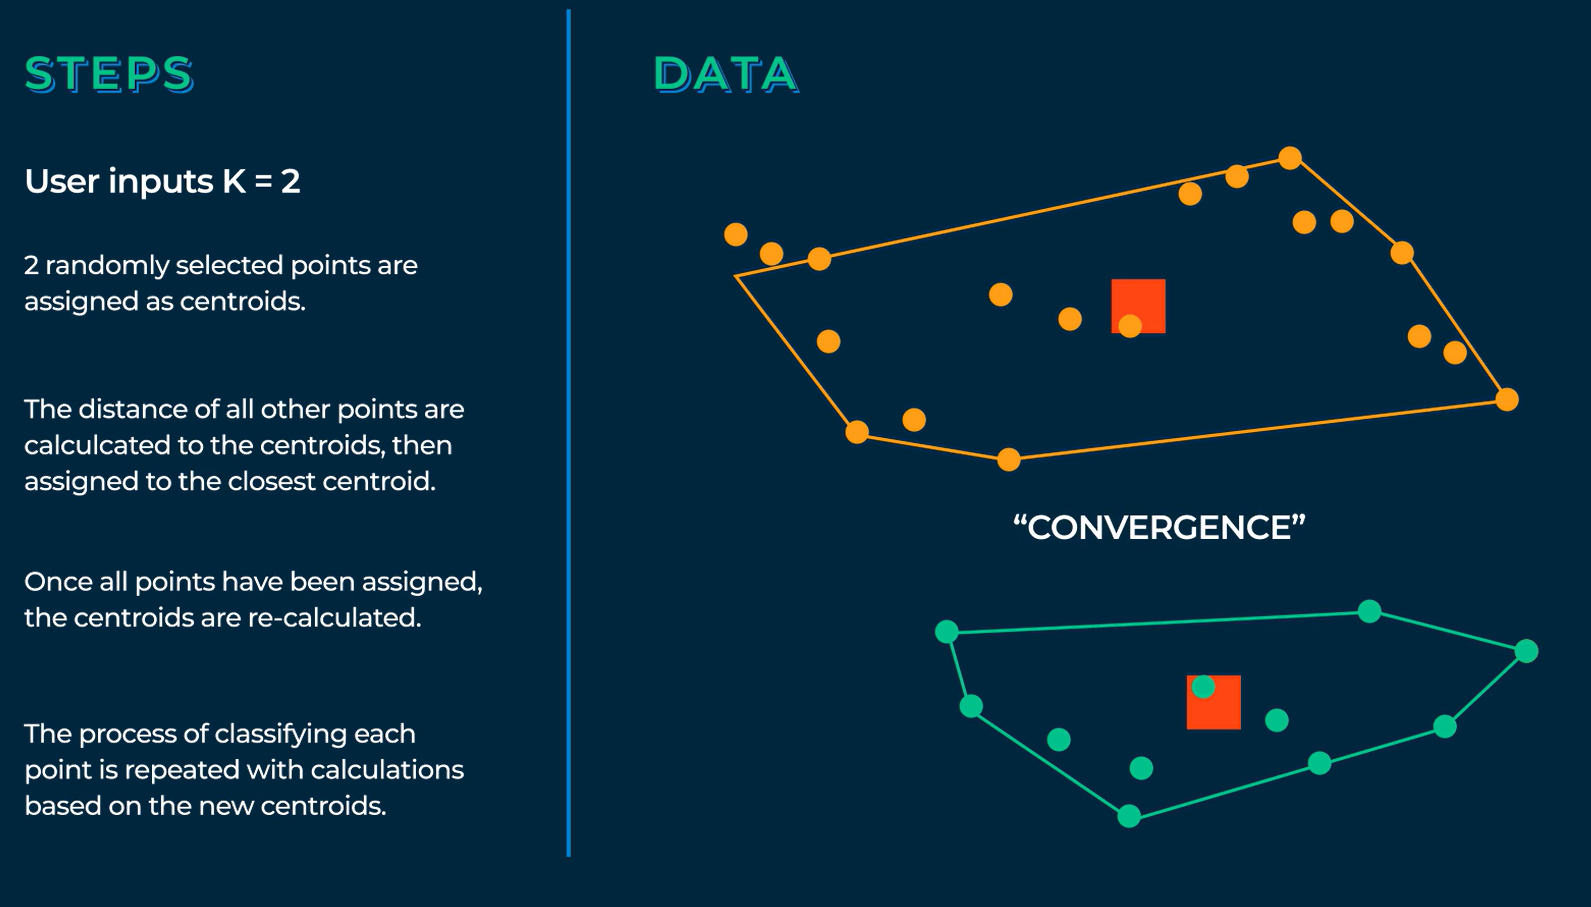 STEPS
User inputs K = 2
2 randomly selected points are
assigned as centroids.
The distance of all other points are
calculcated to the centroids, then
assigned to the closest centroid.
Once all points have been assigned,
the centroids are re-calculated.
The process of classifying each
point is repeated with calculations
based on the new centroids.
DATA
“CONVERGENCE”